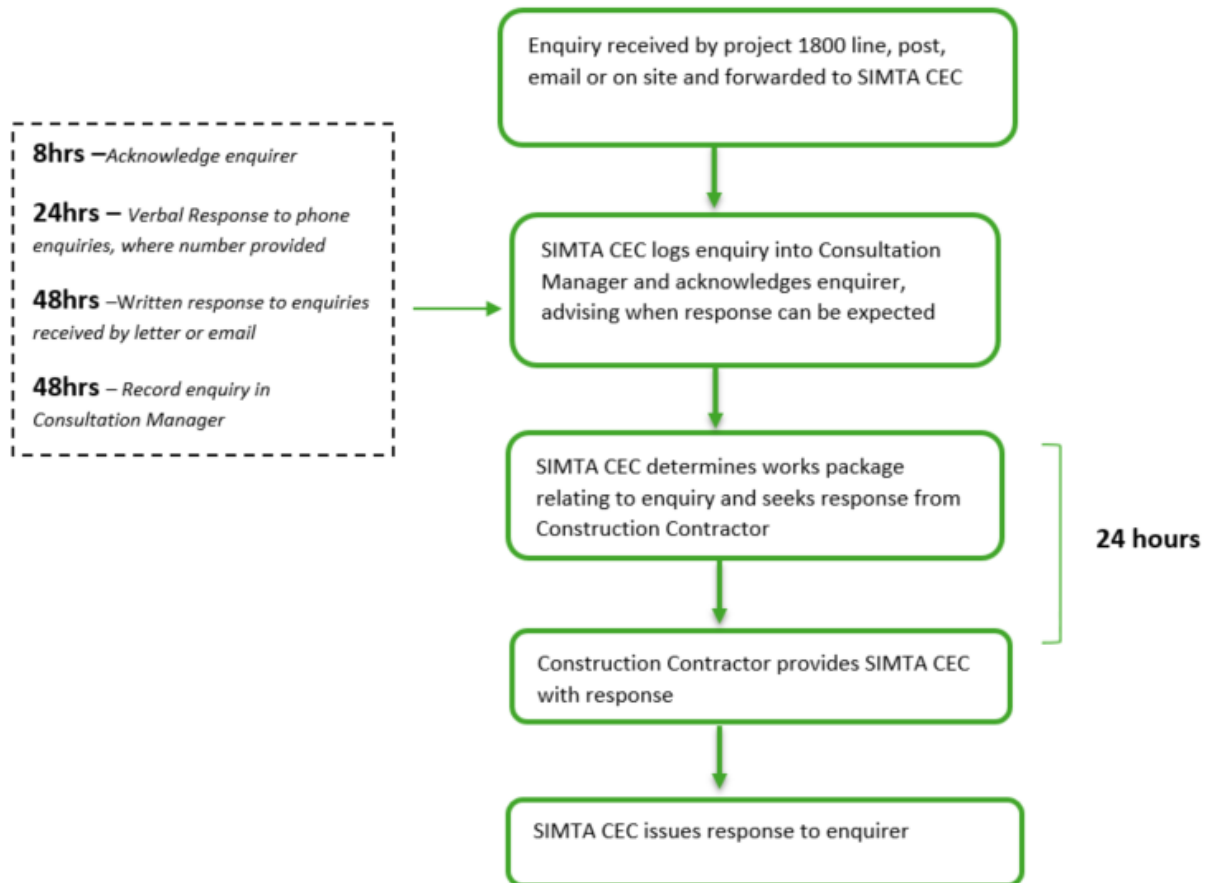 Enquiry received by project 1800 line, post,
email or on site and forwarded to SIMTA CEC
8hrs –Acknowledge enquirer
24hrs – Verbal Response to phone
enquiries, where number provided
48hrs –Written response to enquiries
received by letter or email
48hrs – Record enquiry in
Consultation Manager
SIMTA CEC logs enquiry into Consultation
Manager and acknowledges enquirer,
advising when response can be expected
SIMTA CEC determines works package
relating to enquiry and seeks response from
Construction Contractor
24 hours
Construction Contractor provides SIMTA CEC
with response
SIMTA CEC issues response to enquirer